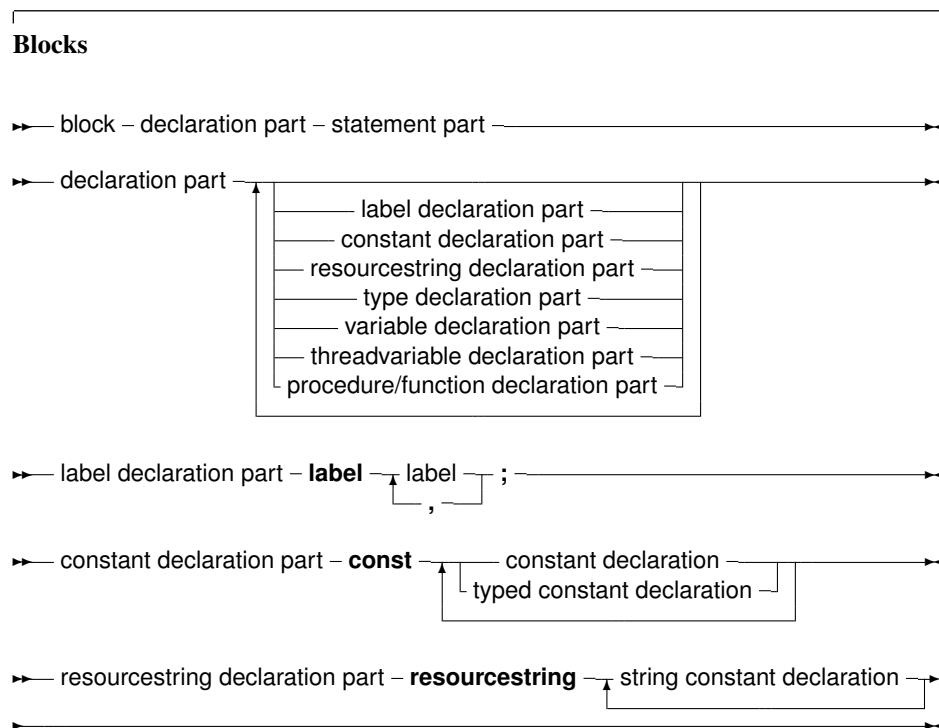 Blocks
block declaration part statement part
declaration part
label declaration part
constant declaration part
resourcestring declaration part
type declaration part
variable declaration part
threadvariable declaration part
procedure/function declaration part
label declaration part label label ;
,
constant declaration part const constant declaration
typed constant declaration
resourcestring declaration part resourcestring string constant declaration